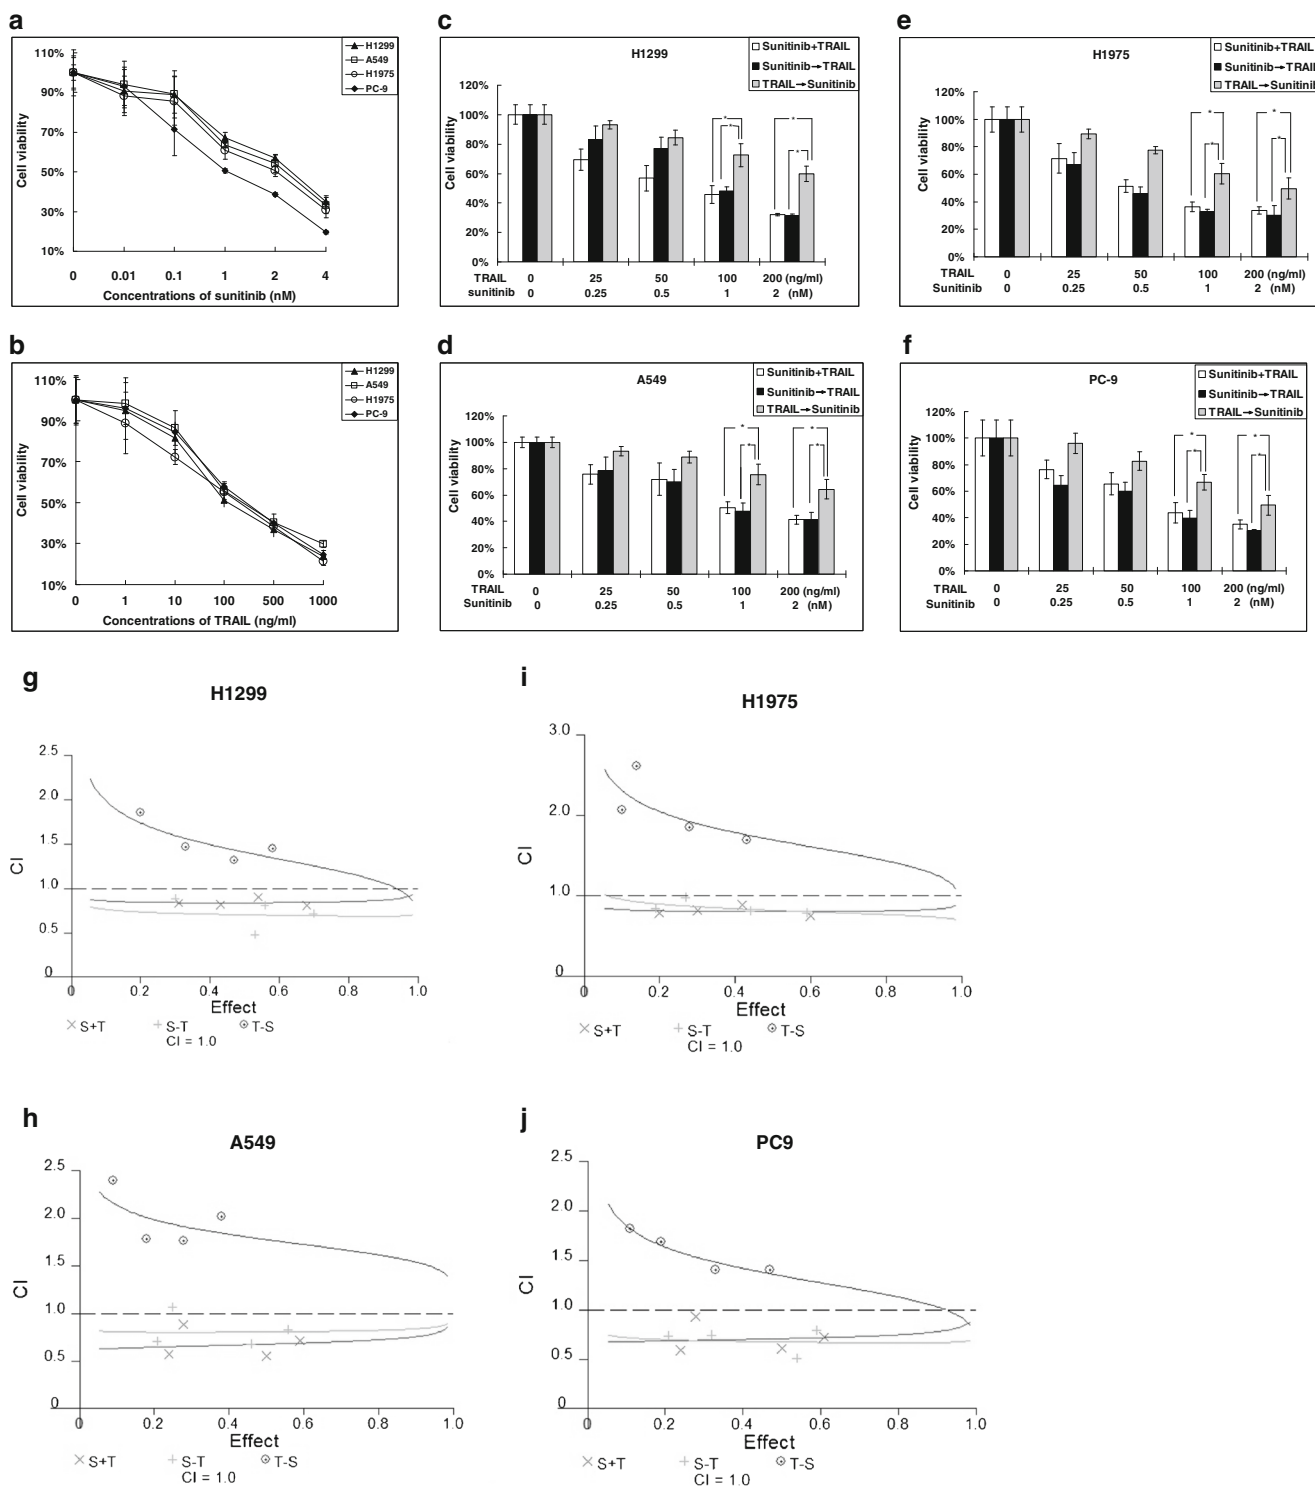 a
110%
90%
70%
50%
30%
10%
Cell viability
H1299
A549
H1975
PC-9
0 0.01 0.1 1 2 4
Concentrations of sunitinib (nM)
b
110%
90%
70%
50%
30%
10%
Cell viability
H1299
A549
H1975
PC-9
0 1 10 100 500 1000
Concentrations of TRAIL (ng/ml)
c
H1299
Sunitinib+TRAIL
Sunitinib→TRAIL
TRAIL→Sunitinib
120%
100%
80%
60%
40%
20%
0%
Cell viability
* * * *
TRAIL 0 25 50 100 200 (ng/ml)
sunitinib 0 0.25 0.5 1 2 (nM)
d
A549
Sunitinib+TRAIL
Sunitinib→TRAIL
TRAIL→Sunitinib
120%
100%
80%
60%
40%
20%
0%
Cell viability
* * * *
TRAIL 0 25 50 100 200 (ng/ml)
Sunitinib 0 0.25 0.5 1 2 (nM)
e
H1975
Sunitinib+TRAIL
Sunitinib→TRAIL
TRAIL→Sunitinib
120%
100%
80%
60%
40%
20%
0%
Cell viability
* * * *
TRAIL 0 25 50 100 200 (ng/ml)
sunitinib 0 0.25 0.5 1 2 (nM)
f
PC-9
Sunitinib+TRAIL
Sunitinib→TRAIL
TRAIL→Sunitinib
120%
100%
80%
60%
40%
20%
0%
Cell viability
* * * *
TRAIL 0 25 50 100 200 (ng/ml)
Sunitinib 0 0.25 0.5 1 2 (nM)
g
H1299
2.5
2.0
1.5
1.0
0.5
0
CI
0 0.2 0.4 0.6 0.8 1.0
Effect
S+T S-T T-S
CI = 1.0
i
H1975
3.0
2.0
1.0
0
CI
0 0.2 0.4 0.6 0.8 1.0
Effect
S+T S-T T-S
CI = 1.0
h
A549
2.5
2.0
1.5
1.0
0.5
0
CI
0 0.2 0.4 0.6 0.8 1.0
Effect
S+T S-T T-S
CI = 1.0
j
PC9
2.5
2.0
1.5
1.0
0.5
0
CI
0 0.2 0.4 0.6 0.8 1.0
Effect
S+T S-T T-S
CI = 1.0